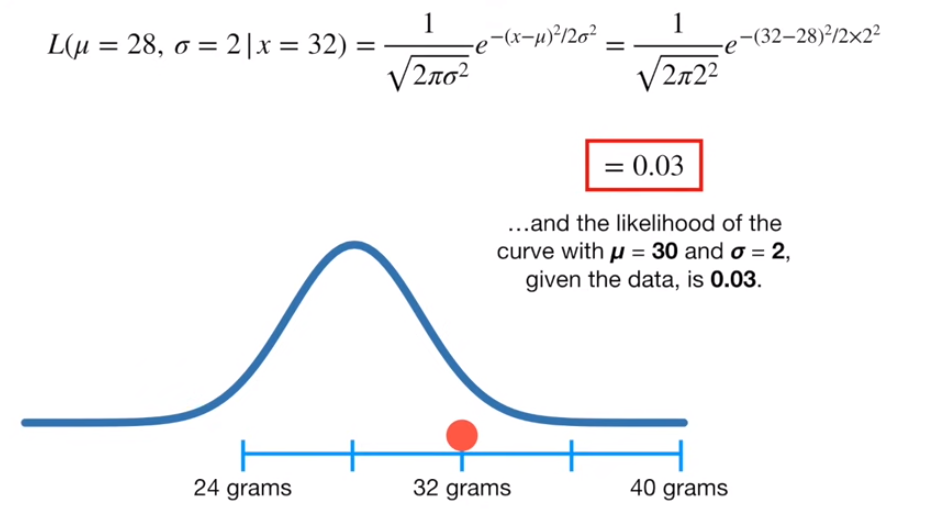 L(μ = 28, σ = 2 | x = 32) = 1/√(2πσ²) e^(−(x−μ)²/2σ²) = 1/√(2π2²) e^(−(32−28)²/2×2²)
= 0.03
…and the likelihood of the
curve with μ = 30 and σ = 2,
given the data, is 0.03.
24 grams 32 grams 40 grams